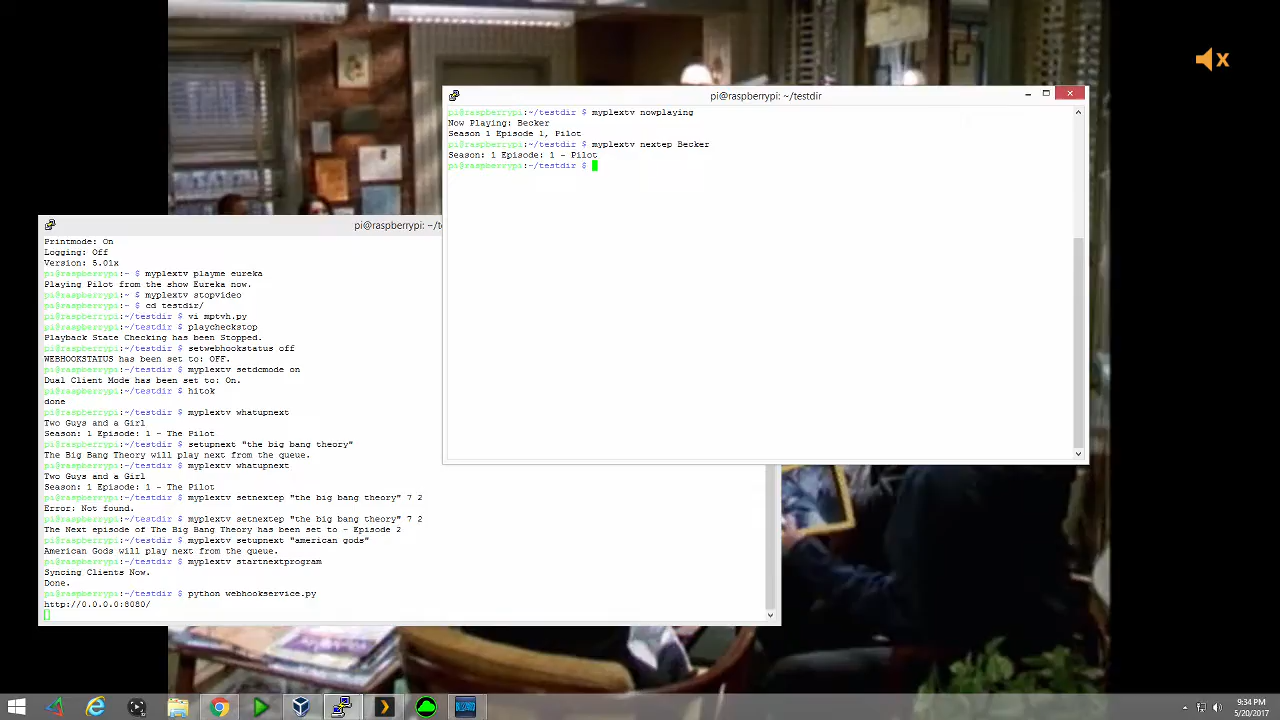 pi@raspberrypi: ~/testdir
pi@raspberrypi:~/testdir $ myplextv nowplaying
Now Playing: Becker
Season 1 Episode 1, Pilot
pi@raspberrypi:~/testdir $ myplextv nextep Becker
Season: 1 Episode: 1 - Pilot
pi@raspberrypi:~/testdir $
pi@raspberrypi: ~/te
Printmode: On
Logging: Off
Version: 5.01x
pi@raspberrypi:~ $ myplextv playme eureka
Playing Pilot from the show Eureka now.
pi@raspberrypi:~ $ myplextv stopvideo
pi@raspberrypi:~ $ cd testdir/
pi@raspberrypi:~/testdir $ vi mptvh.py
pi@raspberrypi:~/testdir $ playcheckstop
Playback State Checking has been Stopped.
pi@raspberrypi:~/testdir $ setwebhookstatus off
WEBHOOKSTATUS has been set to: OFF.
pi@raspberrypi:~/testdir $ myplextv setdcmode on
Dual Client Mode has been set to: On.
pi@raspberrypi:~/testdir $ hitok
done
pi@raspberrypi:~/testdir $ myplextv whatupnext
Two Guys and a Girl
Season: 1 Episode: 1 - The Pilot
pi@raspberrypi:~/testdir $ setupnext "the big bang theory"
The Big Bang Theory will play next from the queue.
pi@raspberrypi:~/testdir $ myplextv whatupnext
Two Guys and a Girl
Season: 1 Episode: 1 - The Pilot
pi@raspberrypi:~/testdir $ myplextv setnextep "the big bang theory" 7 2
Error: Not found.
pi@raspberrypi:~/testdir $ myplextv setnextep "the big bang theory" 7 2
The Next episode of The Big Bang Theory has been set to - Episode 2
pi@raspberrypi:~/testdir $ myplextv setupnext "american gods"
American Gods will play next from the queue.
pi@raspberrypi:~/testdir $ myplextv startnextprogram
Syncing Clients Now.
Done.
pi@raspberrypi:~/testdir $ python webhookservice.py
http://0.0.0.0:8080/
9:34 PM
5/20/2017